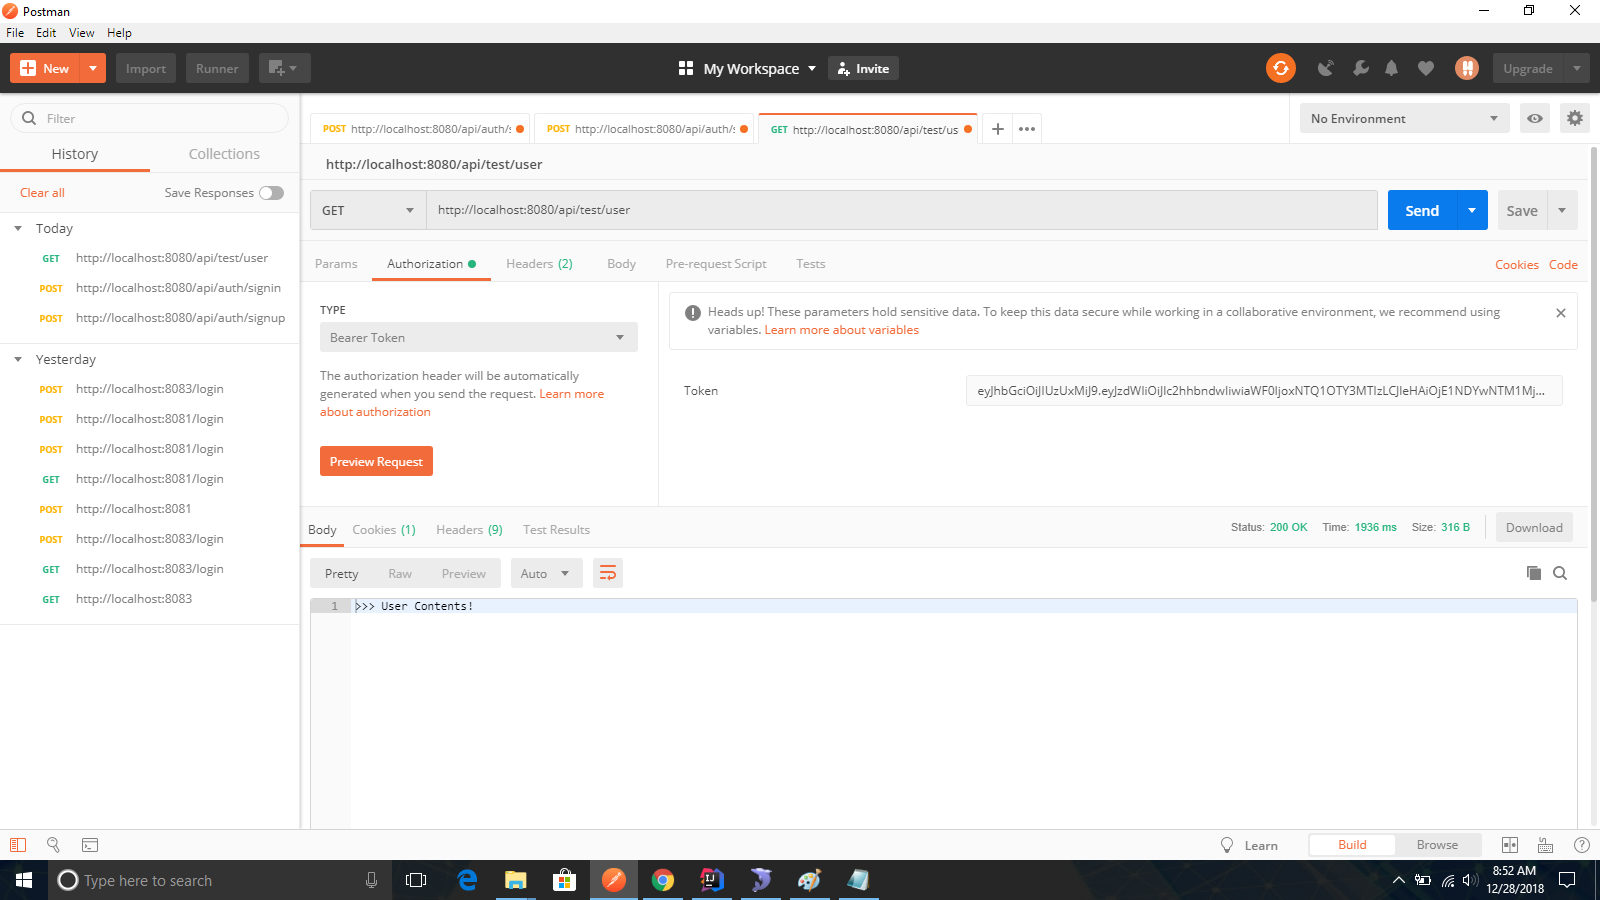 Postman
File Edit View Help
New Import Runner My Workspace Invite Upgrade
Filter
History Collections
Clear all Save Responses
Today
GET http://localhost:8080/api/test/user
POST http://localhost:8080/api/auth/signin
POST http://localhost:8080/api/auth/signup
Yesterday
POST http://localhost:8083/login
POST http://localhost:8081/login
POST http://localhost:8081/login
GET http://localhost:8081/login
POST http://localhost:8081
POST http://localhost:8083/login
GET http://localhost:8083/login
GET http://localhost:8083
POST http://localhost:8080/api/auth/s POST http://localhost:8080/api/auth/s GET http://localhost:8080/api/test/us
No Environment
http://localhost:8080/api/test/user
GET http://localhost:8080/api/test/user Send Save
Params Authorization Headers (2) Body Pre-request Script Tests Cookies Code
TYPE
Bearer Token
The authorization header will be automatically
generated when you send the request. Learn more
about authorization
Preview Request
Heads up! These parameters hold sensitive data. To keep this data secure while working in a collaborative environment, we recommend using
variables. Learn more about variables
Token
Body Cookies (1) Headers (9) Test Results Status: 200 OK Time: 1936 ms Size: 316 B Download
Pretty Raw Preview Auto
1 >>> User Contents!
Learn Build Browse
Type here to search
8:52 AM
12/28/2018